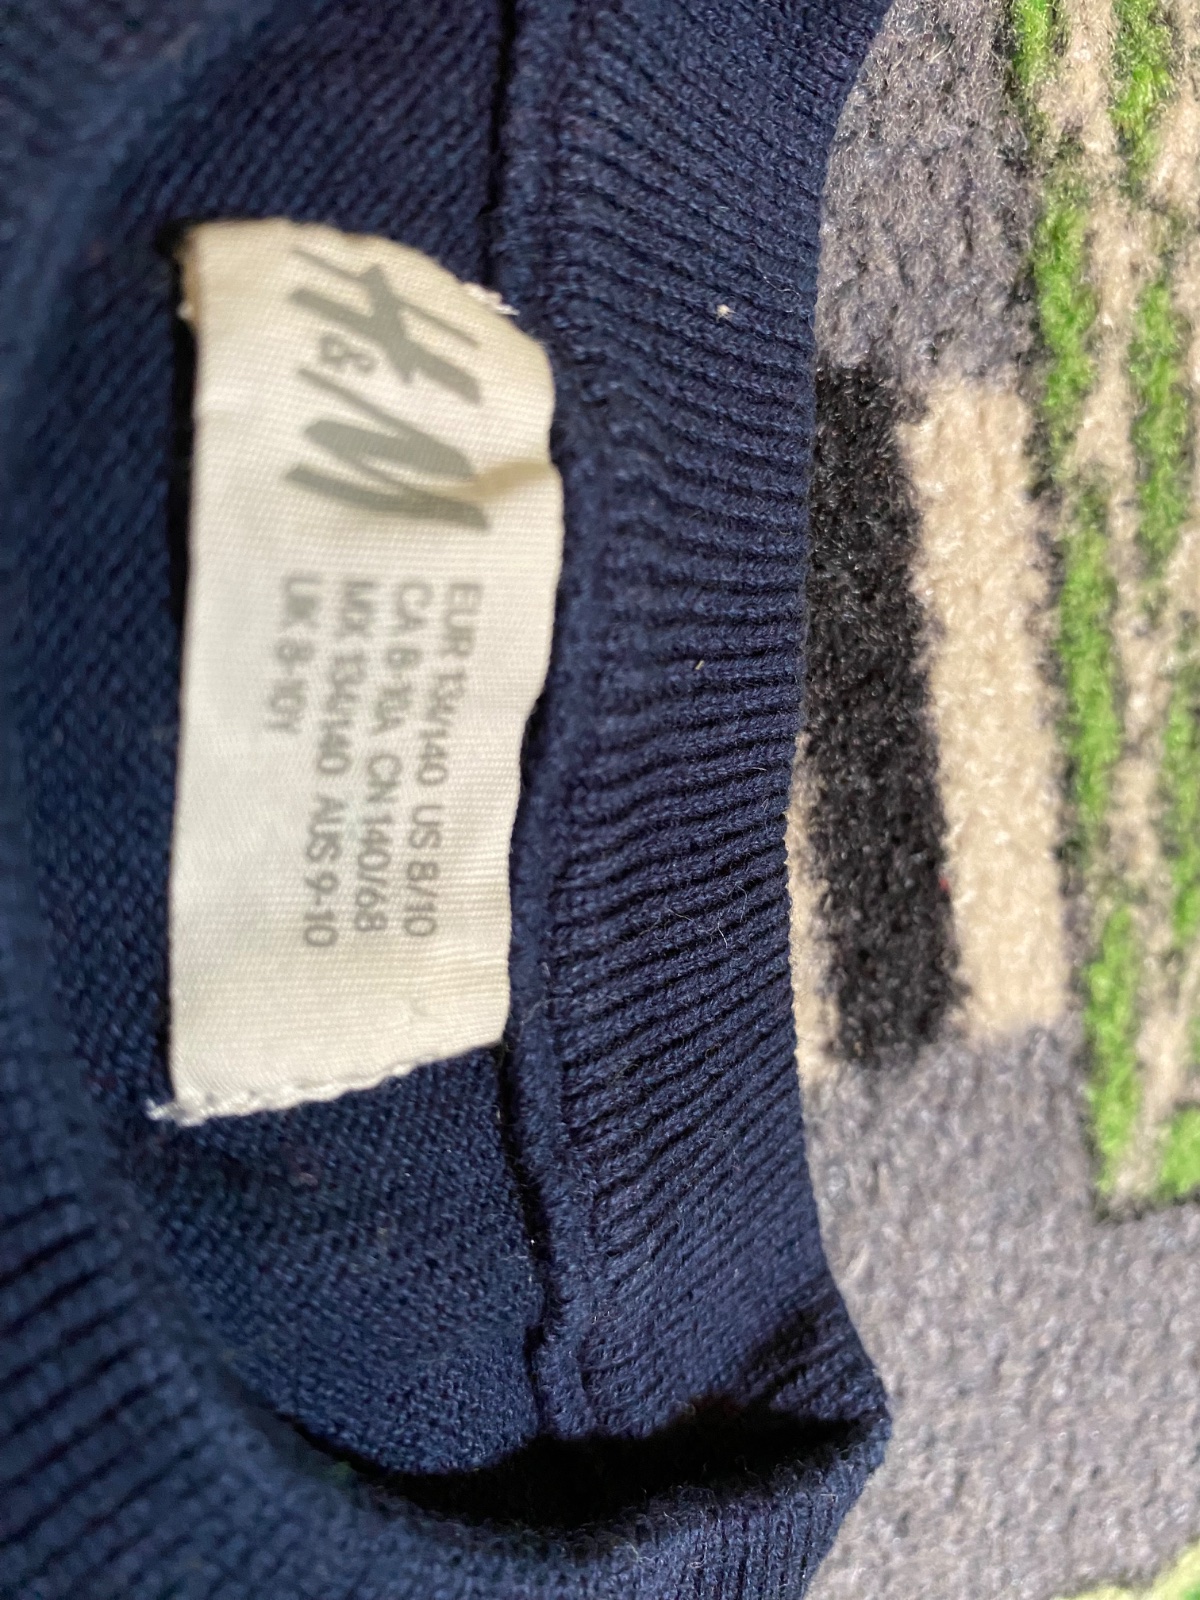 H&M
EUR 134/140 US 8/10
CA 8-10A CN 140/68
MX 134/140 AUS 9-10
UK 8-10Y